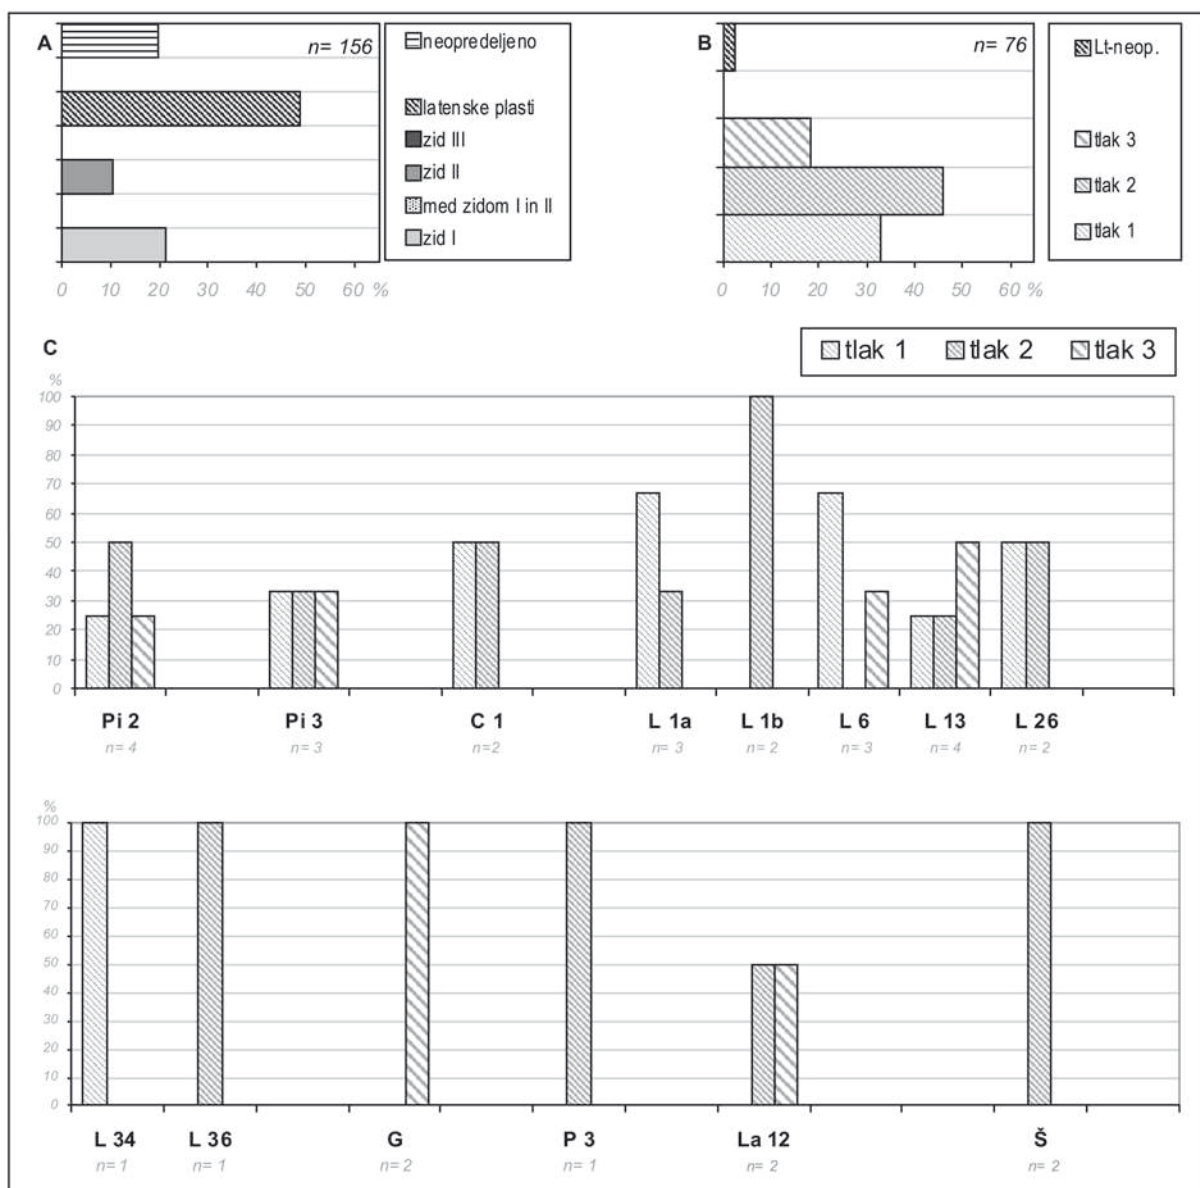 A
n= 156
neopredeljeno
latenske plasti
zid III
zid II
med zidom I in II
zid I
0 10 20 30 40 50 60 %
B
n= 76
Lt-neop.
tlak 3
tlak 2
tlak 1
0 10 20 30 40 50 60 %
C
tlak 1 tlak 2 tlak 3
%
100
90
80
70
60
50
40
30
20
10
0
Pi 2 Pi 3 C 1 L 1a L 1b L 6 L 13 L 26
n= 4 n= 3 n=2 n= 3 n= 2 n= 3 n= 4 n= 2
%
100
90
80
70
60
50
40
30
20
10
0
L 34 L 36 G P 3 La 12 Š
n= 1 n= 1 n= 2 n= 1 n= 2 n= 2